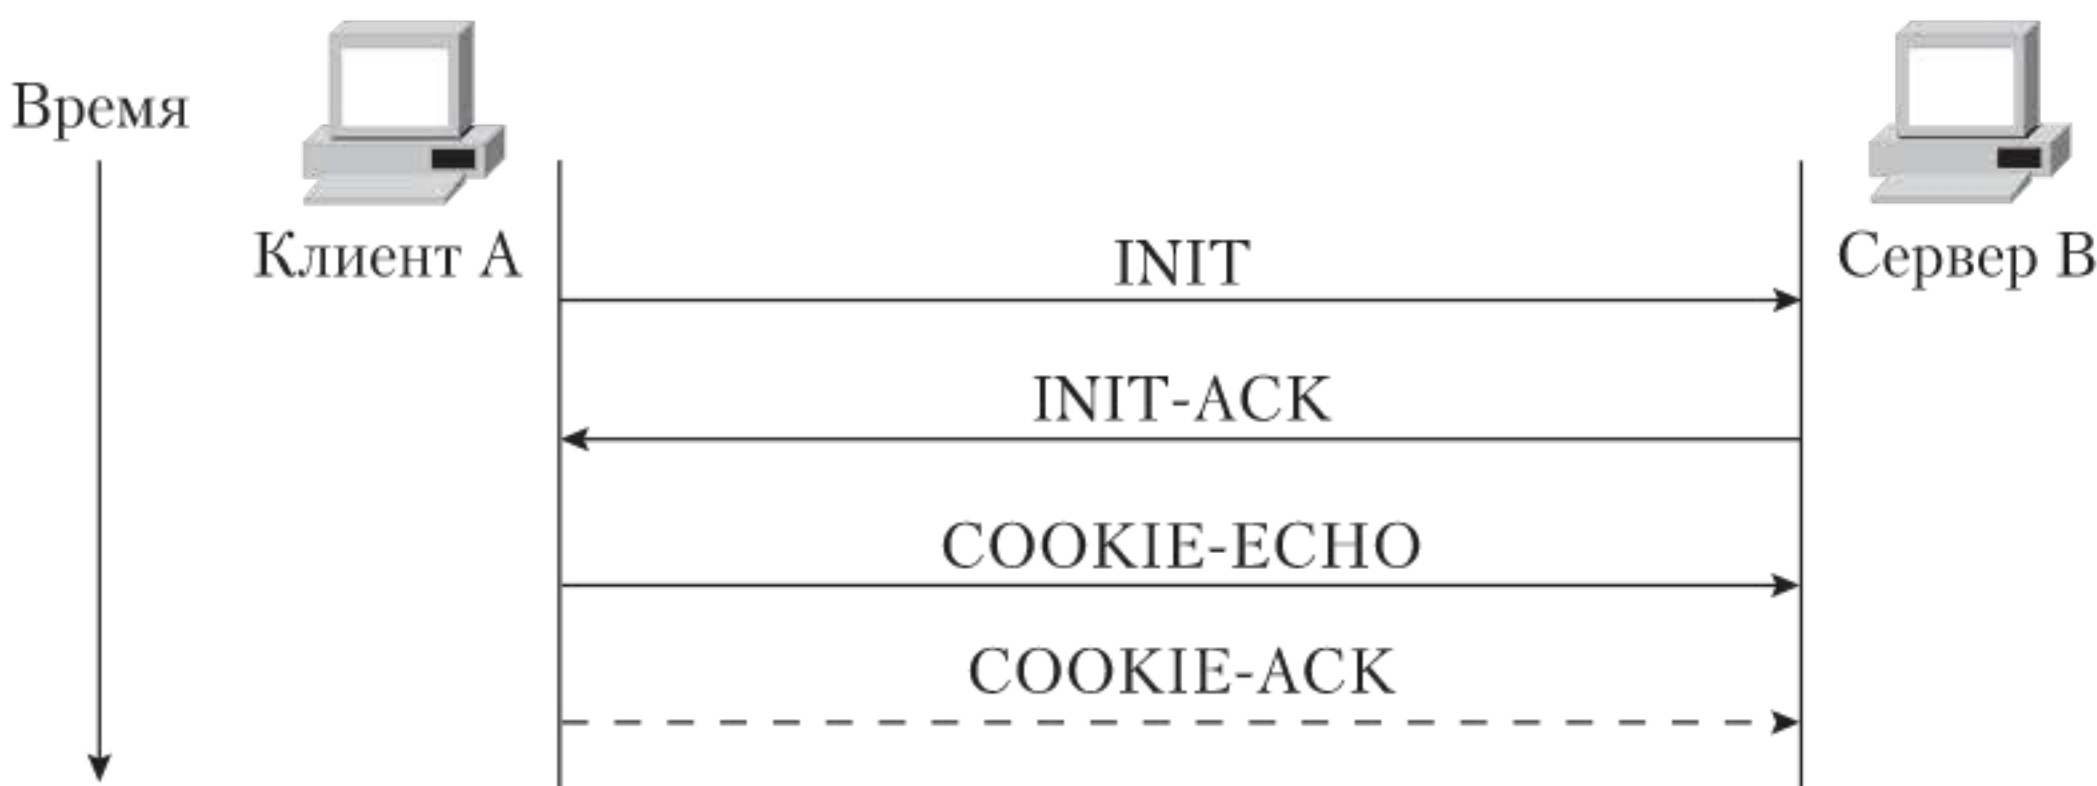 Время
Клиент А
Сервер В
INIT
INIT-ACK
COOKIE-ECHO
COOKIE-ACK